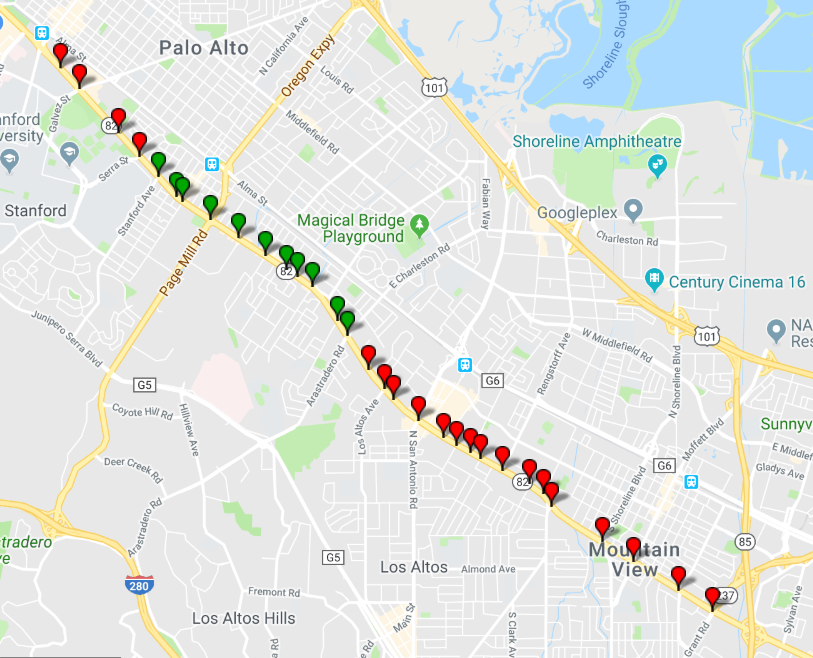 Palo Alto
Alma St
N California Ave
Oregon Expy
Louis Rd
Middlefield Rd
101
Shoreline Slough
82
Galvez St
Serra St
Stanford Ave
Stanford
Alma St
Page Mill Rd
Shoreline Amphitheatre
Googleplex
Charleston Rd
Fabian Way
Magical Bridge
Playground
E Charleston Rd
Century Cinema 16
82
Junipero Serra Blvd
G5
Coyote Hill Rd
Hillview Ave
Deer Creek Rd
Arastradero Rd
Arastradero Rd
Los Altos Ave
N San Antonio Rd
G6
Rengstorff Ave
W Middlefield Rd
101
N Shoreline Blvd
Moffett Blvd
Gladys Ave
G6
Shoreline Blvd
82
Mountain
View
85
237
Sylvan Ave
Grant Rd
280
G5
Los Altos
Almond Ave
Fremont Rd
Los Altos Hills
Main St